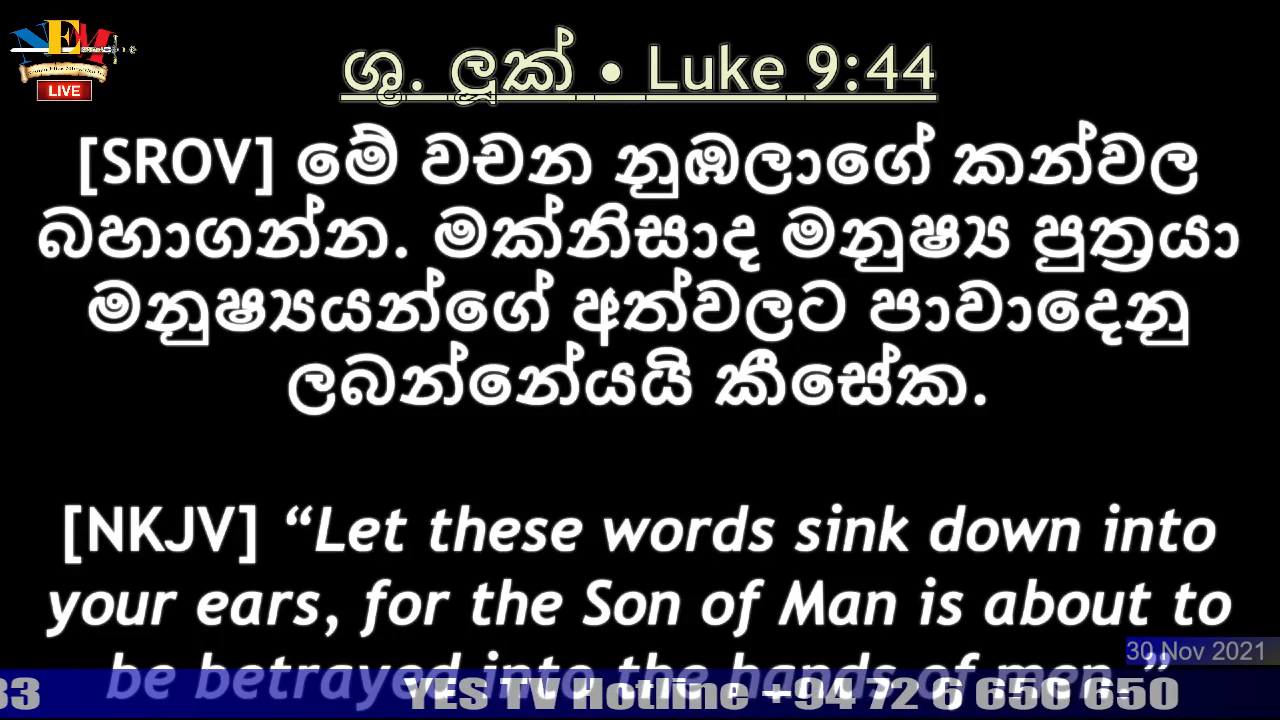 NEM
LIVE
ශු. ලූක් • Luke 9:44
[SROV] මේ වචන නුඹලාගේ කන්වල
බහාගන්න. මක්නිසාද මනුෂ්‍ය පුත්‍රයා
මනුෂ්‍යයන්ගේ අත්වලට පාවාදෙනු
ලබන්නේයයි කීසේක.
[NKJV] “Let these words sink down into
your ears, for the Son of Man is about to
be betrayed into the hands of men.”
30 Nov 2021
33 YES TV Hotline +94 72 6 650 650